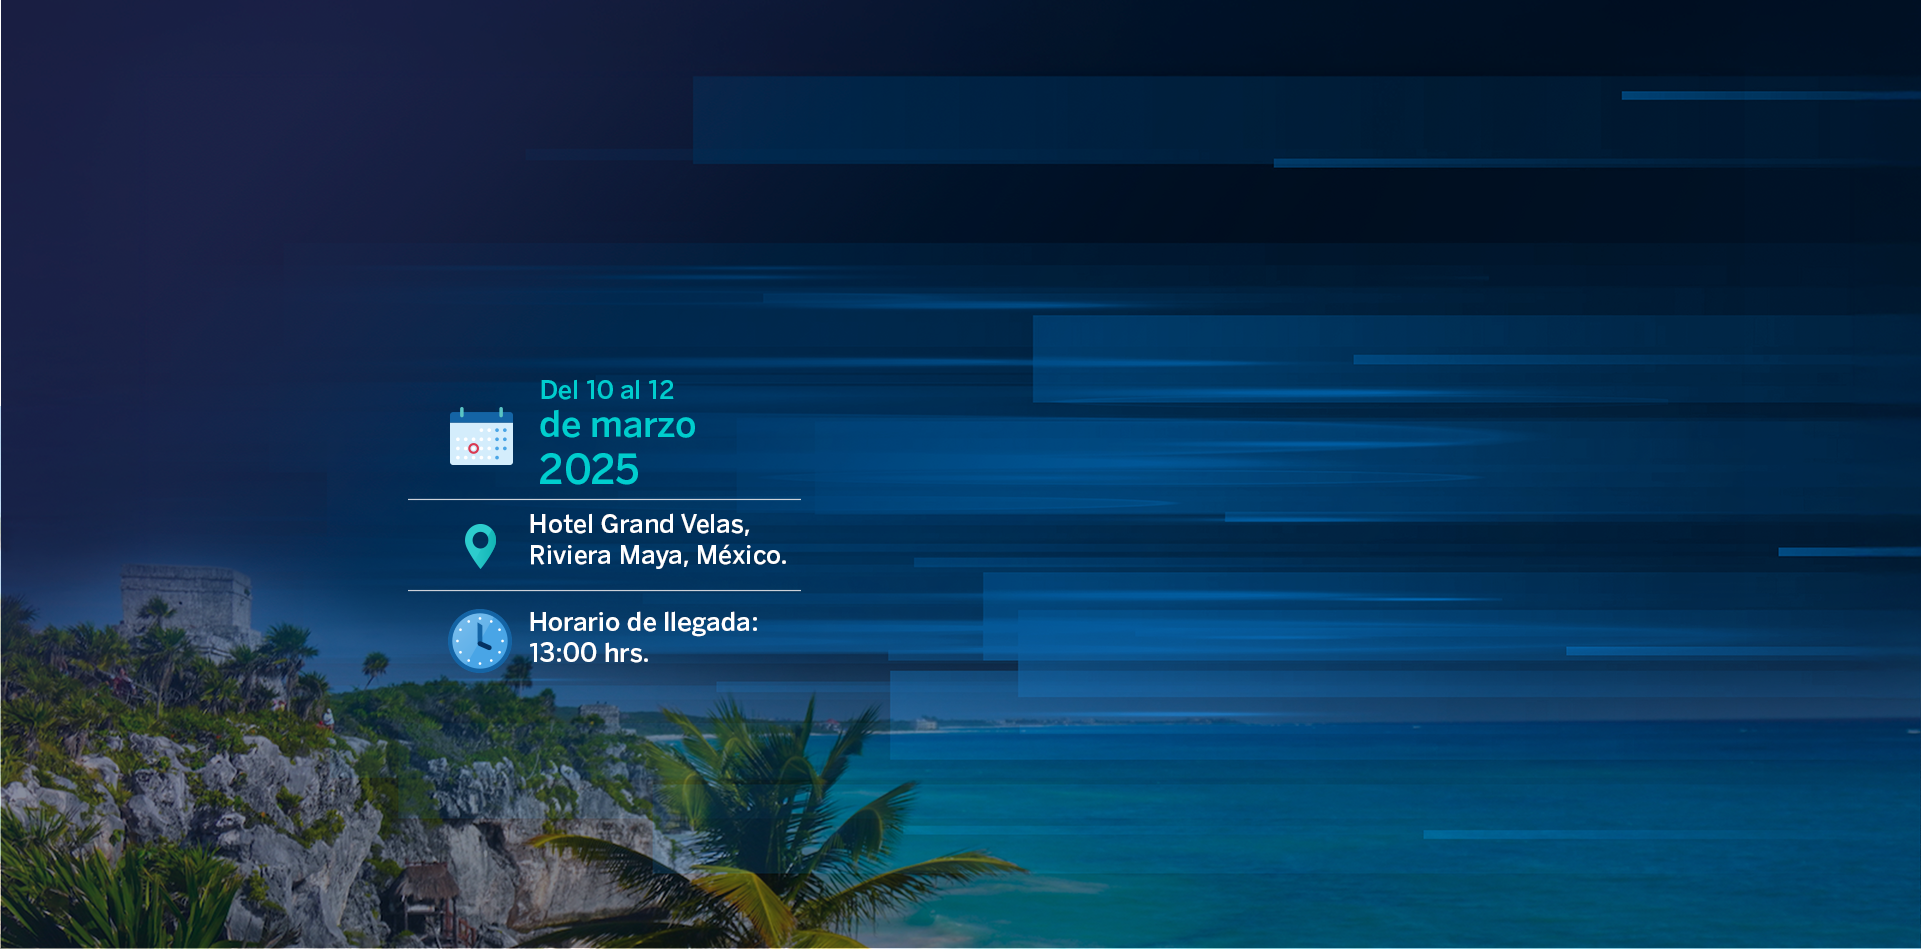 Del 10 al 12
de marzo
2025
Hotel Grand Velas,
Riviera Maya, México.
Horario de llegada:
13:00 hrs.